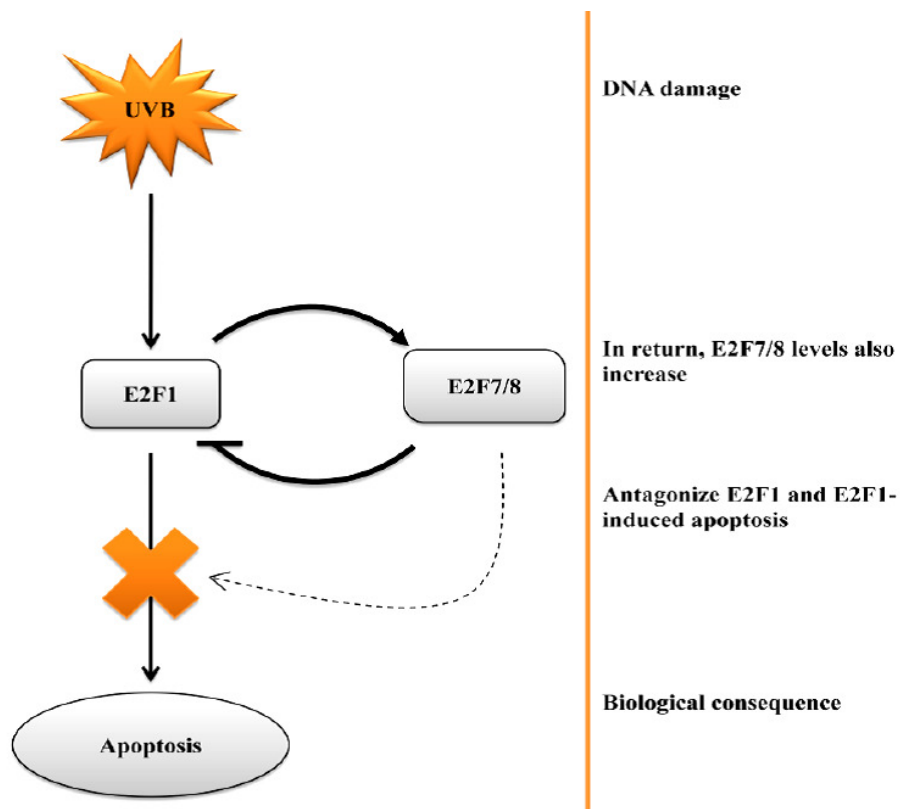 UVB
DNA damage
In return, E2F7/8 levels also
increase
E2F1
E2F7/8
Antagonize E2F1 and E2F1-
induced apoptosis
Biological consequence
Apoptosis